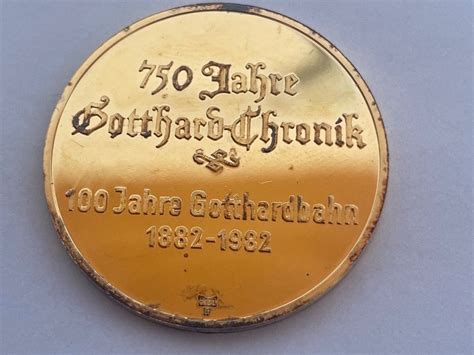 750 Jahre
Gotthard-Chronik
100 Jahre Gotthardbahn
1882-1982